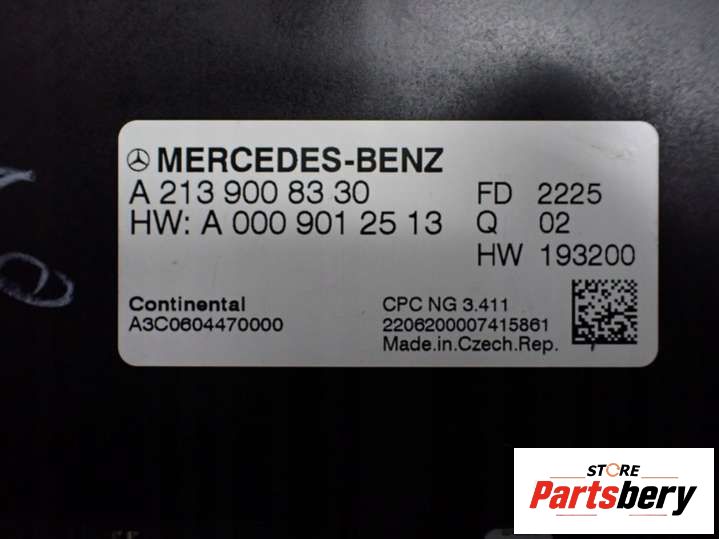 MERCEDES-BENZ
A 213 900 83 30
HW: A 000 901 25 13
FD 2225
Q 02
HW 193200
Continental
A3C0604470000
CPC NG 3.411
2206200007415861
Made.in.Czech.Rep.
STORE
Partsbery